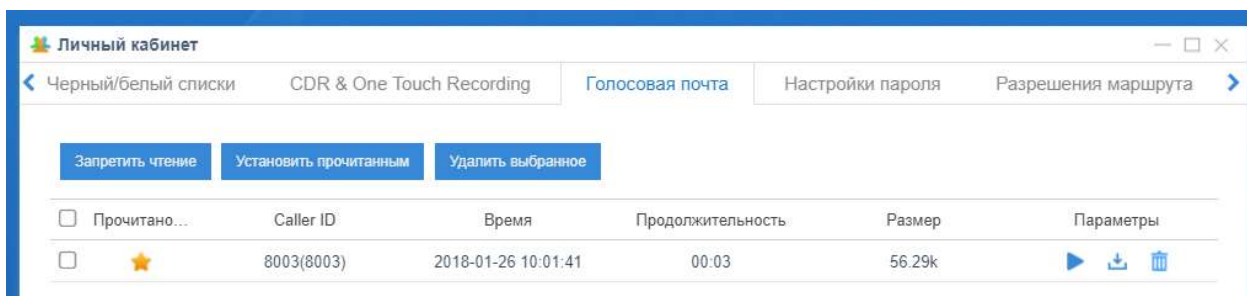 Личный кабинет
Черный/белый списки CDR & One Touch Recording Голосовая почта Настройки пароля Разрешения маршрута
Запретить чтение Установить прочитанным Удалить выбранное
Прочитано... Caller ID Время Продолжительность Размер Параметры
8003(8003) 2018-01-26 10:01:41 00:03 56.29k